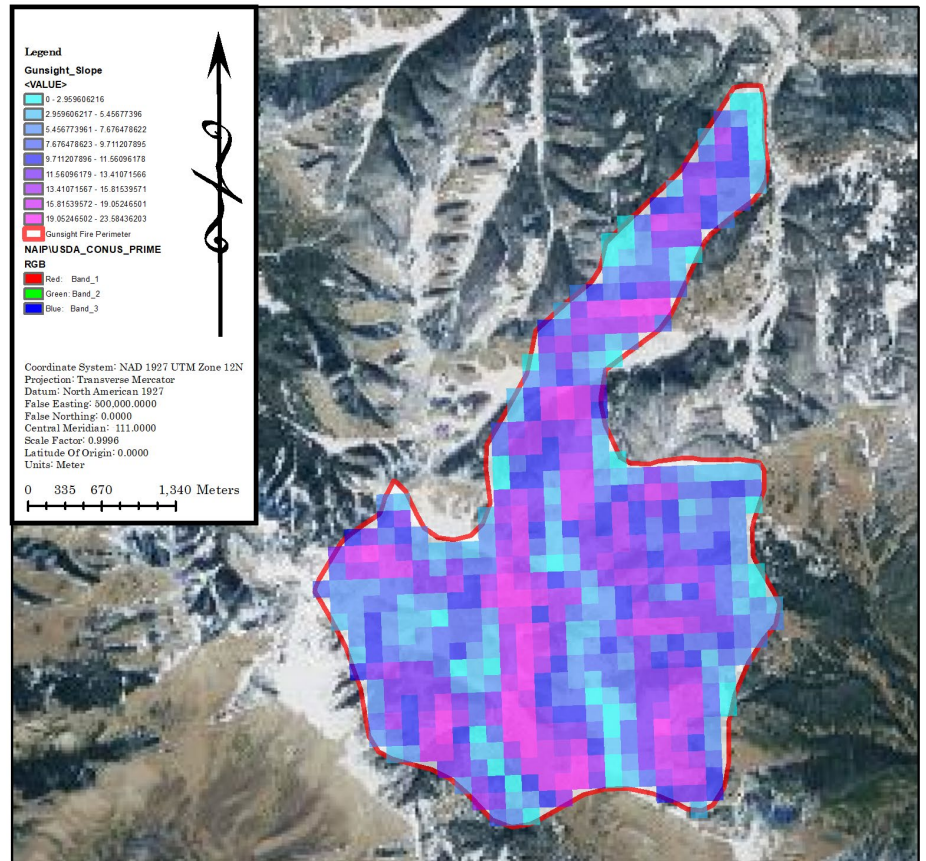 Legend
Gunsight_Slope
<VALUE>
0 - 2.959606216
2.959606217 - 5.45677396
5.456773961 - 7.676478622
7.676478623 - 9.711207895
9.711207896 - 11.56096178
11.56096179 - 13.41071566
13.41071567 - 15.81539571
15.81539572 - 19.05246501
19.05246502 - 23.58436203
Gunsight Fire Perimeter
NAIP\USDA_CONUS_PRIME
RGB
Red: Band_1
Green: Band_2
Blue: Band_3
N
Coordinate System: NAD 1927 UTM Zone 12N
Projection: Transverse Mercator
Datum: North American 1927
False Easting: 500,000.0000
False Northing: 0.0000
Central Meridian: 111.0000
Scale Factor: 0.9996
Latitude Of Origin: 0.0000
Units: Meter
0 335 670 1,340 Meters